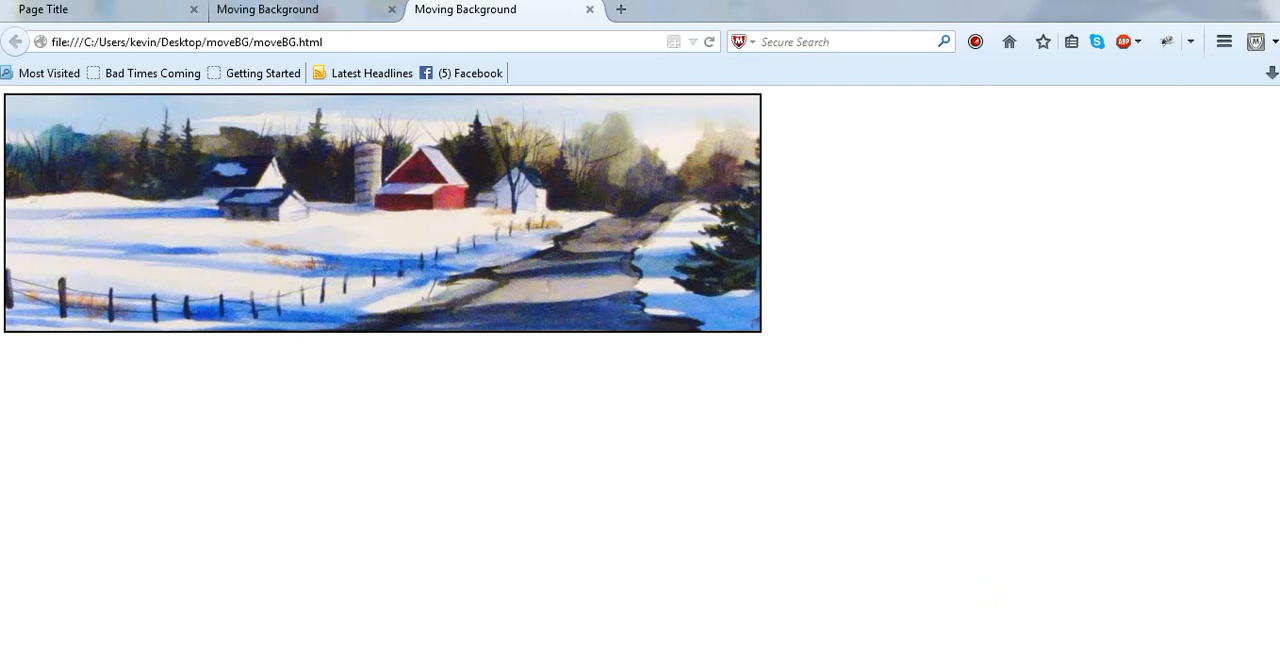 Page Title Moving Background Moving Background
file:///C:/Users/kevin/Desktop/moveBG/moveBG.html Secure Search ABP
Most Visited Bad Times Coming Getting Started Latest Headlines (5) Facebook